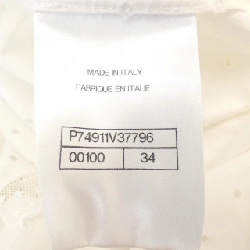 MADE IN ITALY
FABRIQUE EN ITALIE
P74911V37796
00100 34